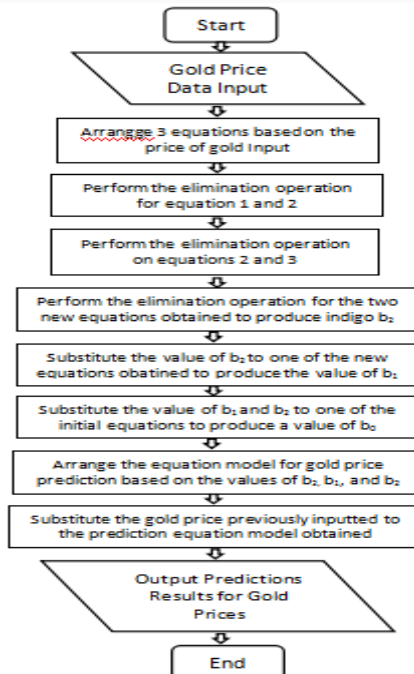 Start
Gold Price
Data Input
Arrangge 3 equations based on the
price of gold Input
Perform the elimination operation
for equation 1 and 2
Perform the elimination operation
on equations 2 and 3
Perform the elimination operation for the two
new equations obtained to produce indigo b₂
Substitute the value of b₂ to one of the new
equations obatined to produce the value of b₁
Substitute the value of b₁ and b₂ to one of the
initial equations to produce a value of b₀
Arrange the equation model for gold price
prediction based on the values of b₂, b₁, and b₂
Substitute the gold price previously inputted to
the prediction equation model obtained
Output Predictions
Results for Gold
Prices
End